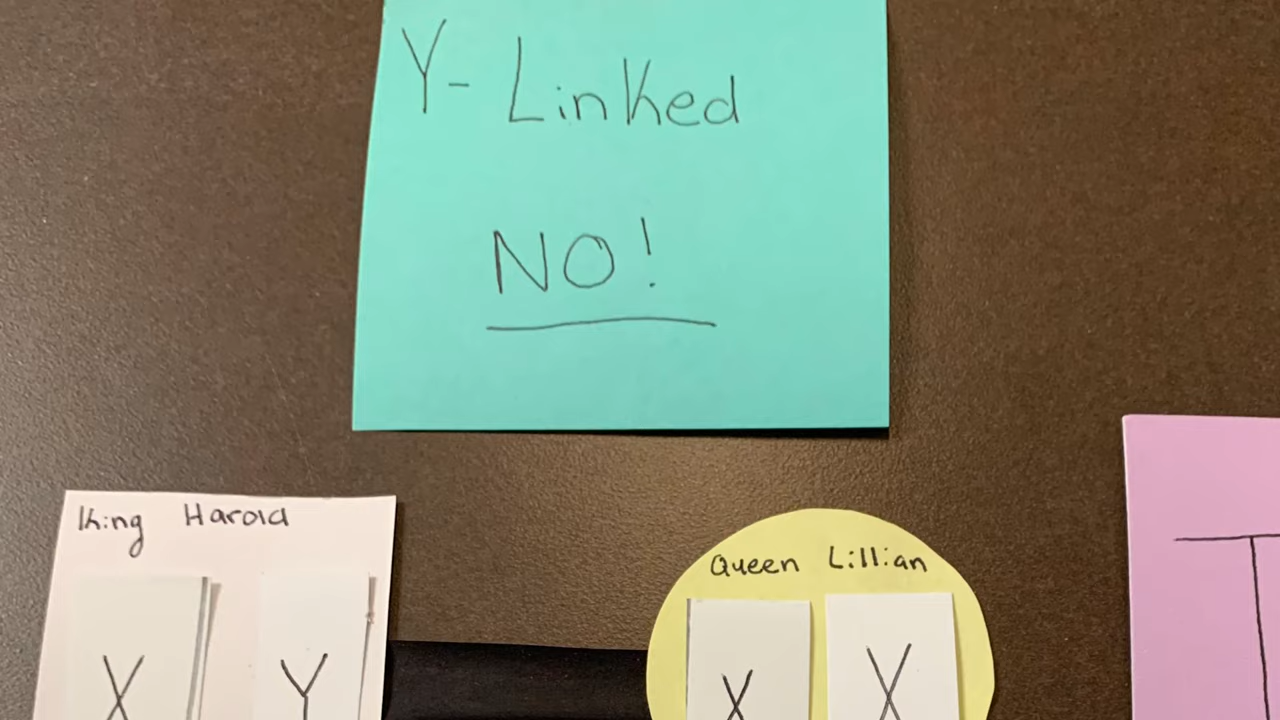 Y- Linked
NO!
King Harold
Queen Lillian
X Y
X X